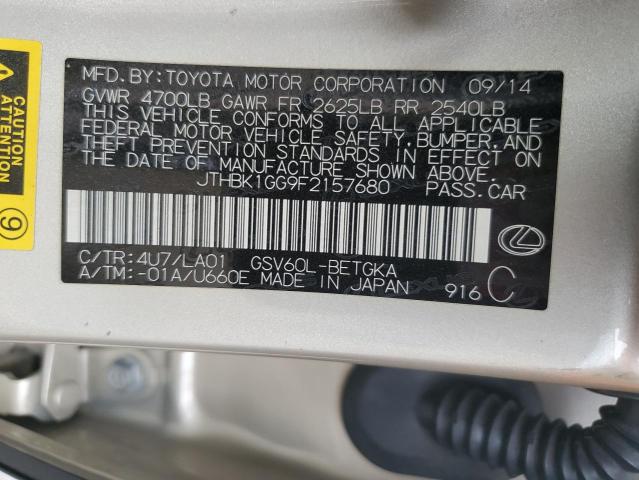 MFD. BY: TOYOTA MOTOR CORPORATION 09/14
GVWR 4700LB GAWR FR 2625LB RR 2540LB
THIS VEHICLE CONFORMS TO ALL APPLICABLE
FEDERAL MOTOR VEHICLE SAFETY, BUMPER, AND
THEFT PREVENTION STANDARDS IN EFFECT ON
THE DATE OF MANUFACTURE SHOWN ABOVE.
JTHBK1GG9F2157680 PASS. CAR
C/TR: 4U7/LA01 GSV60L-BETGKA
A/TM: -01A/U660E MADE IN JAPAN
916 C
CAUTION
ATTENTION
9